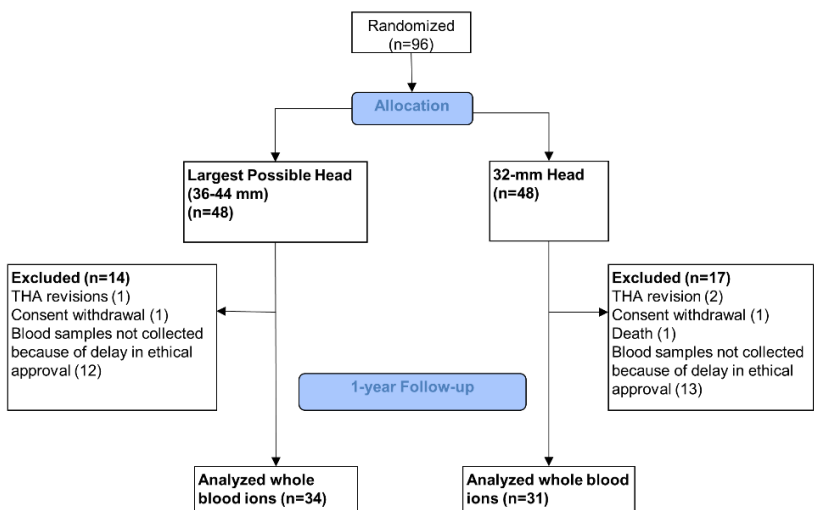 Randomized
(n=96)
Allocation
Largest Possible Head
(36-44 mm)
(n=48)
32-mm Head
(n=48)
Excluded (n=14)
THA revisions (1)
Consent withdrawal (1)
Blood samples not collected
because of delay in ethical
approval (12)
Excluded (n=17)
THA revision (2)
Consent withdrawal (1)
Death (1)
Blood samples not collected
because of delay in ethical
approval (13)
1-year Follow-up
Analyzed whole
blood ions (n=34)
Analyzed whole blood
ions (n=31)